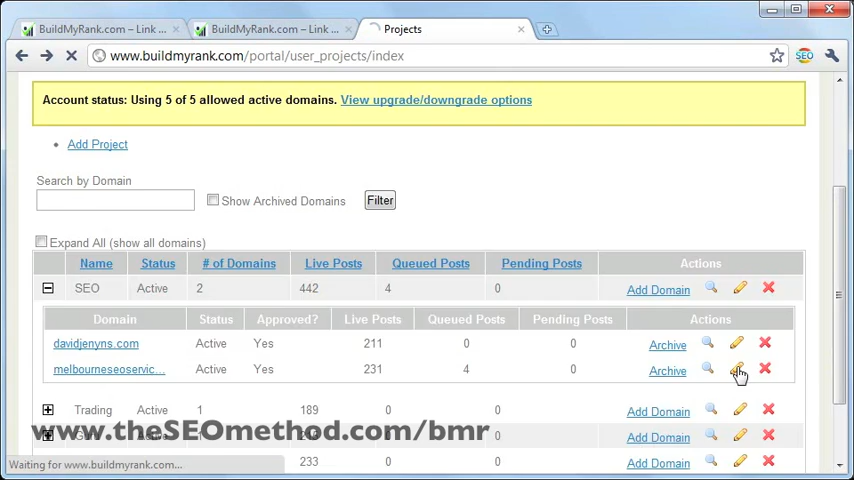 BuildMyRank.com – Link ... BuildMyRank.com – Link ... Projects
www.buildmyrank.com/portal/user_projects/index SEO
Account status: Using 5 of 5 allowed active domains. View upgrade/downgrade options
Add Project
Search by Domain
Show Archived Domains Filter
Expand All (show all domains)
Name Status # of Domains Live Posts Queued Posts Pending Posts Actions
SEO Active 2 442 4 0 Add Domain
Domain Status Approved? Live Posts Queued Posts Pending Posts Actions
davidjenyns.com Active Yes 211 0 0 Archive
melbourneseoservic... Active Yes 231 4 0 Archive
Trading Active 1 189 0 0 Add Domain
www.theSEOmethod.com/bmr
0 0 Add Domain
233 0 0 Add Domain
Waiting for www.buildmyrank.com...